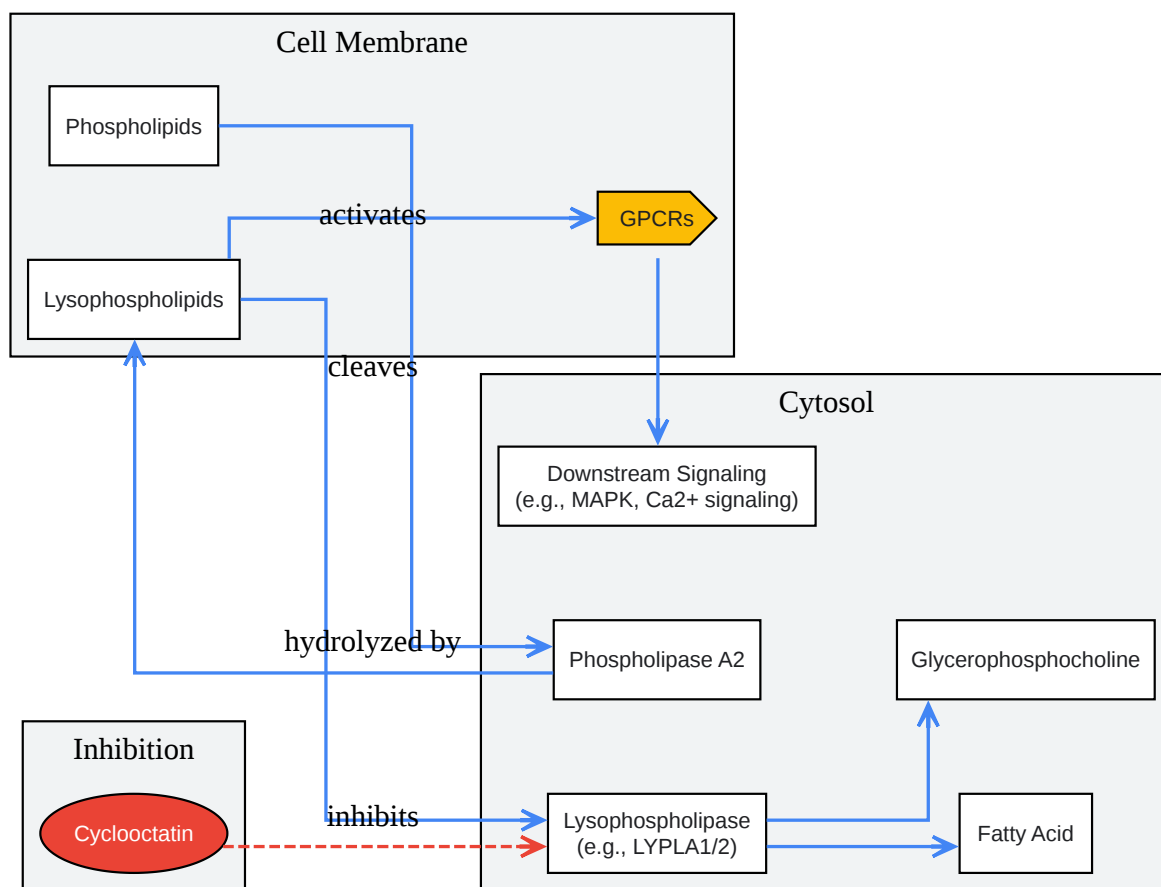 Cell Membrane
Phospholipids
activates
GPCRs
Lysophospholipids
cleaves
Cytosol
Downstream Signaling
(e.g., MAPK, Ca2+ signaling)
hydrolyzed by
Phospholipase A2
Glycerophosphocholine
Inhibition
Cyclooctatin
inhibits
Lysophospholipase
(e.g., LYPLA1/2)
Fatty Acid